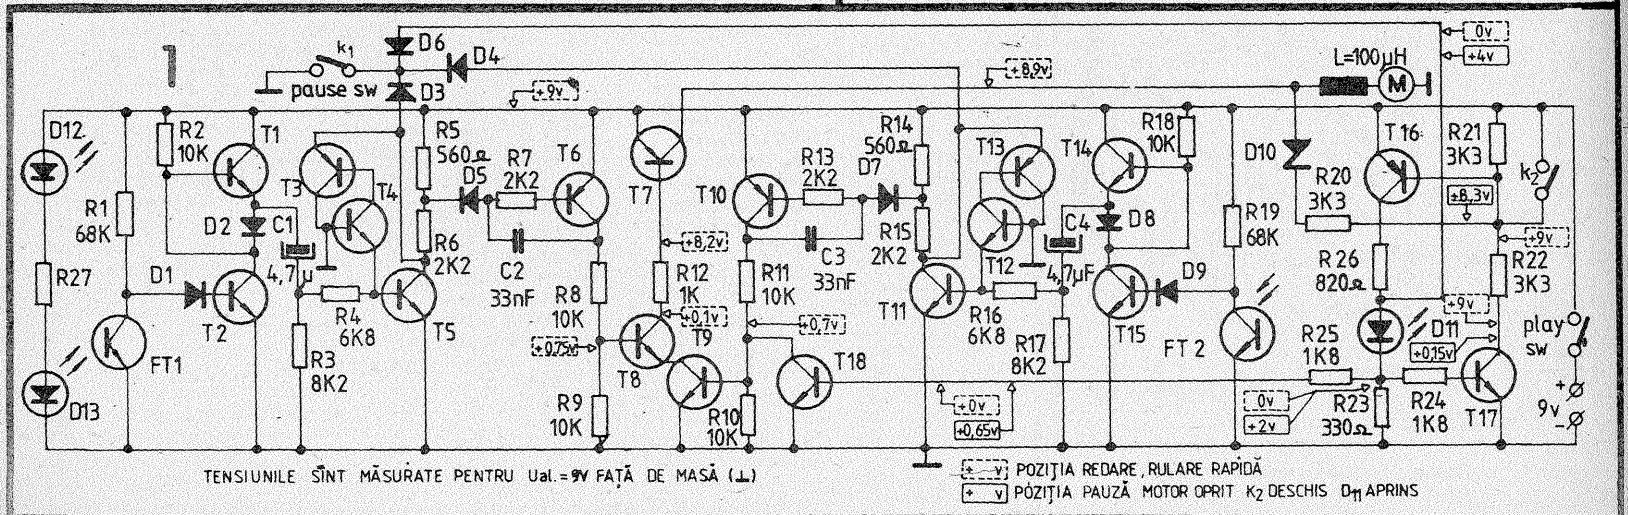 1
k1
pause sw
D6
D4
D3
+9v
+8,9v
0v
+4v
L=100µH
M
D12
R2
10K
T1
T3
T4
R5
560Ω
D5
R7
2K2
T6
T7
T10
R13
2K2
D7
R14
560Ω
T13
T14
R18
10K
D10
R20
3K3
T16
R21
3K3
k2
R1
68K
D2
C1
4,7µ
R6
2K2
C2
33nF
+8,2v
C3
33nF
R15
2K2
T12
C4
4,7µF
D8
R19
68K
±8,3v
+9v
R27
D1
T2
R4
6K8
T5
R8
10K
R12
1K
+0,1v
R11
10K
+0,7v
T11
R16
6K8
D9
T15
R26
820Ω
R22
3K3
+9v
D11
+0,15v
play
sw
FT1
R3
8K2
+0,75v
T8
T9
T18
R17
8K2
FT2
R25
1K8
D13
R9
10K
R10
10K
+0v
+0,65v
0v
+2v
R23
330Ω
R24
1K8
T17
+
9v
-
TENSIUNILE SÎNT MĂSURATE PENTRU Ual.=9V FAȚĂ DE MASĂ (⊥)
+ v POZIȚIA REDARE, RULARE RAPIDĂ
+ v POZIȚIA PAUZĂ MOTOR OPRIT K2 DESCHIS D11 APRINS